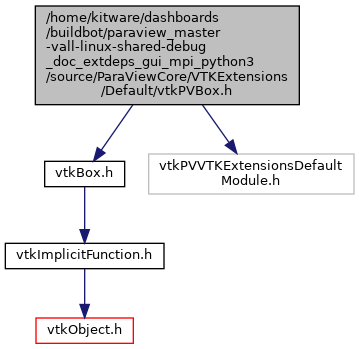 /home/kitware/dashboards
/buildbot/paraview_master
-vall-linux-shared-debug
_doc_extdeps_gui_mpi_python3
/source/ParaViewCore/VTKExtensions
/Default/vtkPVBox.h
vtkBox.h
vtkPVVTKExtensionsDefault
Module.h
vtkImplicitFunction.h
vtkObject.h